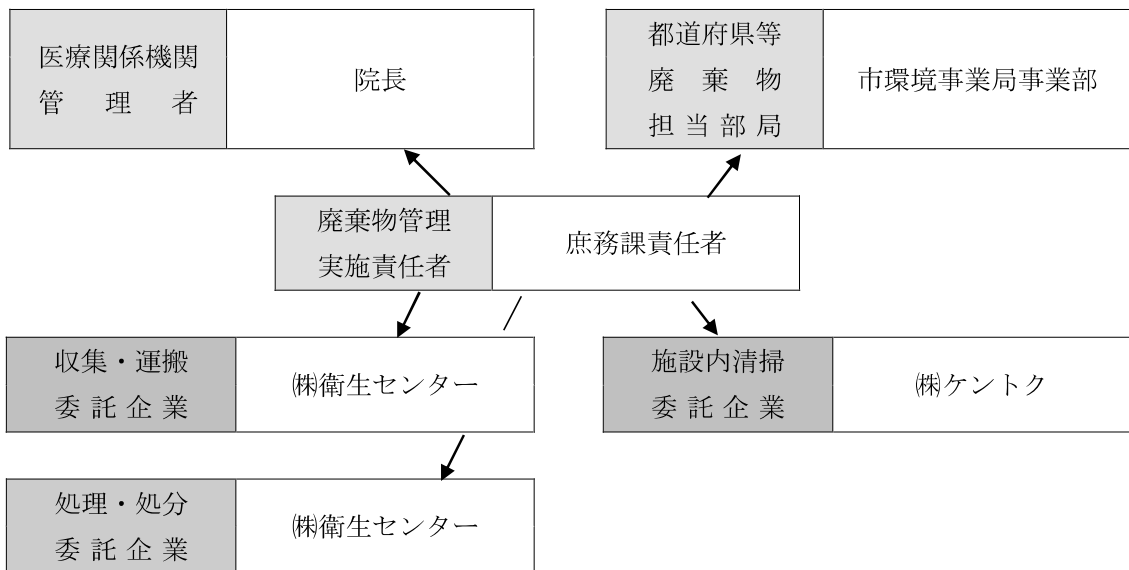 医療関係機関
管理者
院長
都道府県等
廃棄物
担当部局
市環境事業局事業部
廃棄物管理
実施責任者
庶務課責任者
収集・運搬
委託企業
㈱衛生センター
施設内清掃
委託企業
㈱ケントク
処理・処分
委託企業
㈱衛生センター